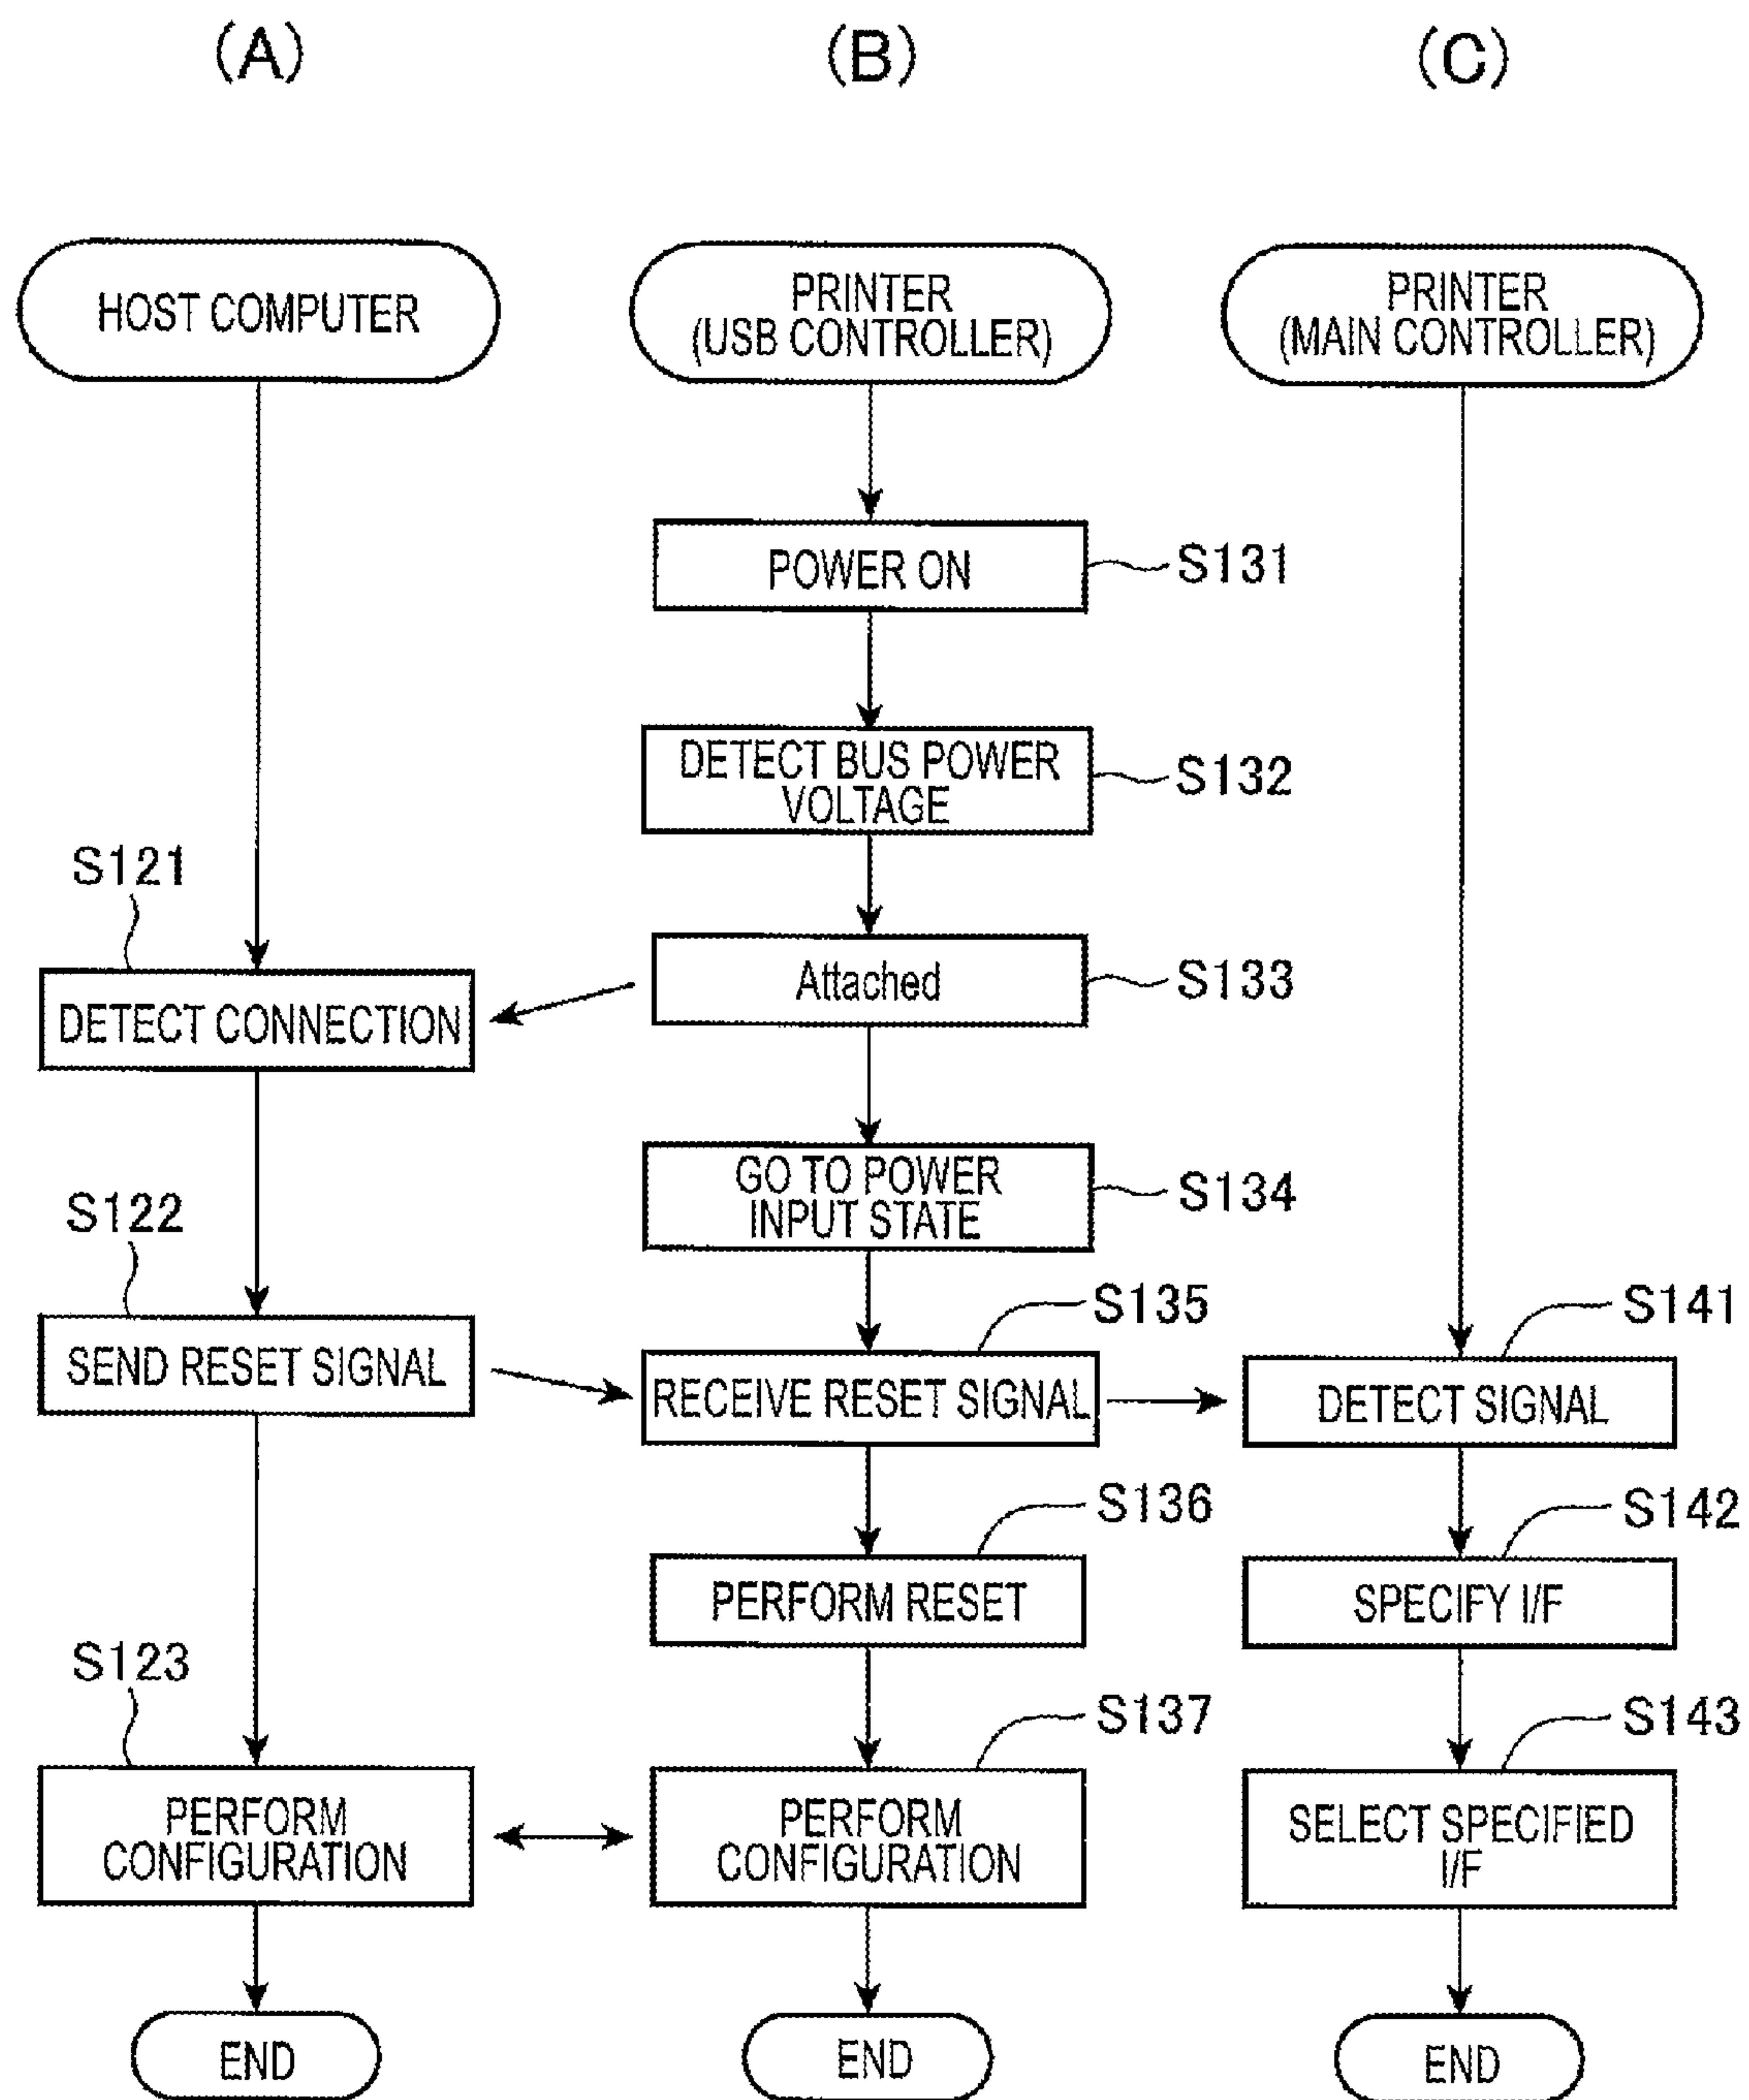 (A)
(B)
(C)
HOST COMPUTER
PRINTER
(USB CONTROLLER)
PRINTER
(MAIN CONTROLLER)
POWER ON
S131
DETECT BUS POWER
VOLTAGE
S132
S121
DETECT CONNECTION
Attached
S133
GO TO POWER
INPUT STATE
S134
S122
SEND RESET SIGNAL
S135
RECEIVE RESET SIGNAL
S141
DETECT SIGNAL
S136
PERFORM RESET
S142
SPECIFY I/F
S123
PERFORM
CONFIGURATION
S137
PERFORM
CONFIGURATION
S143
SELECT SPECIFIED
I/F
END
END
END